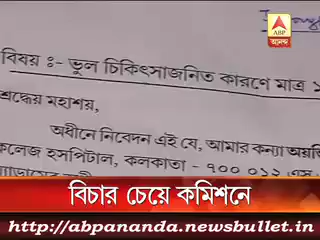 ABP
আনন্দ
বিষয় ঃ- ভুল চিকিৎসাজনিত কারণে মাত্র
শ্রদ্ধেয় মহাশয়,
অধীনে নিবেদন এই যে, আমার কন্যা
কলেজ হসপিটাল, কলকাতা - ৭০০ ০১২
বিচার চেয়ে কমিশনে
http://abpananda.newsbullet.in